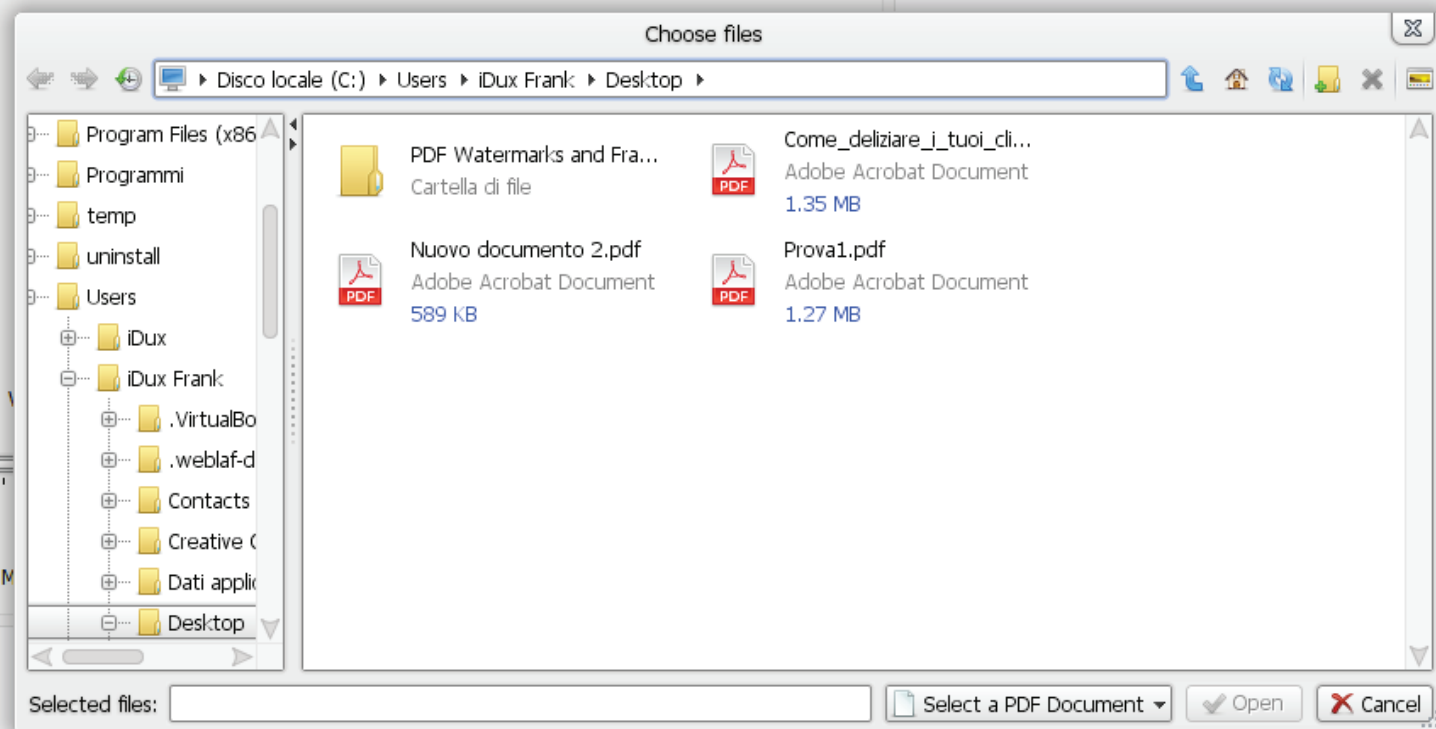 Choose files
Disco locale (C:) Users iDux Frank Desktop
Program Files (x86
Programmi
temp
uninstall
Users
iDux
iDux Frank
.VirtualBo
.weblaf-d
Contacts
Creative C
Dati applic
Desktop
PDF Watermarks and Fra...
Cartella di file
Come_deliziare_i_tuoi_cli...
Adobe Acrobat Document
1.35 MB
PDF
Nuovo documento 2.pdf
Adobe Acrobat Document
589 KB
PDF
Prova1.pdf
Adobe Acrobat Document
1.27 MB
PDF
Selected files:
Select a PDF Document
Open
Cancel